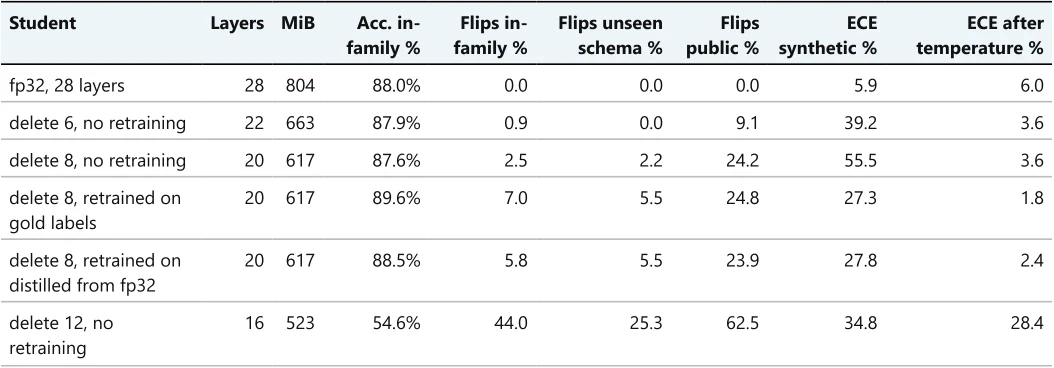 Student Layers MiB Acc. in- Flips in- Flips unseen Flips ECE ECE after
family % family % schema % public % synthetic % temperature %
fp32, 28 layers 28 804 88.0% 0.0 0.0 0.0 5.9 6.0
delete 6, no retraining 22 663 87.9% 0.9 0.0 9.1 39.2 3.6
delete 8, no retraining 20 617 87.6% 2.5 2.2 24.2 55.5 3.6
delete 8, retrained on 20 617 89.6% 7.0 5.5 24.8 27.3 1.8
gold labels
delete 8, retrained on 20 617 88.5% 5.8 5.5 23.9 27.8 2.4
distilled from fp32
delete 12, no 16 523 54.6% 44.0 25.3 62.5 34.8 28.4
retraining